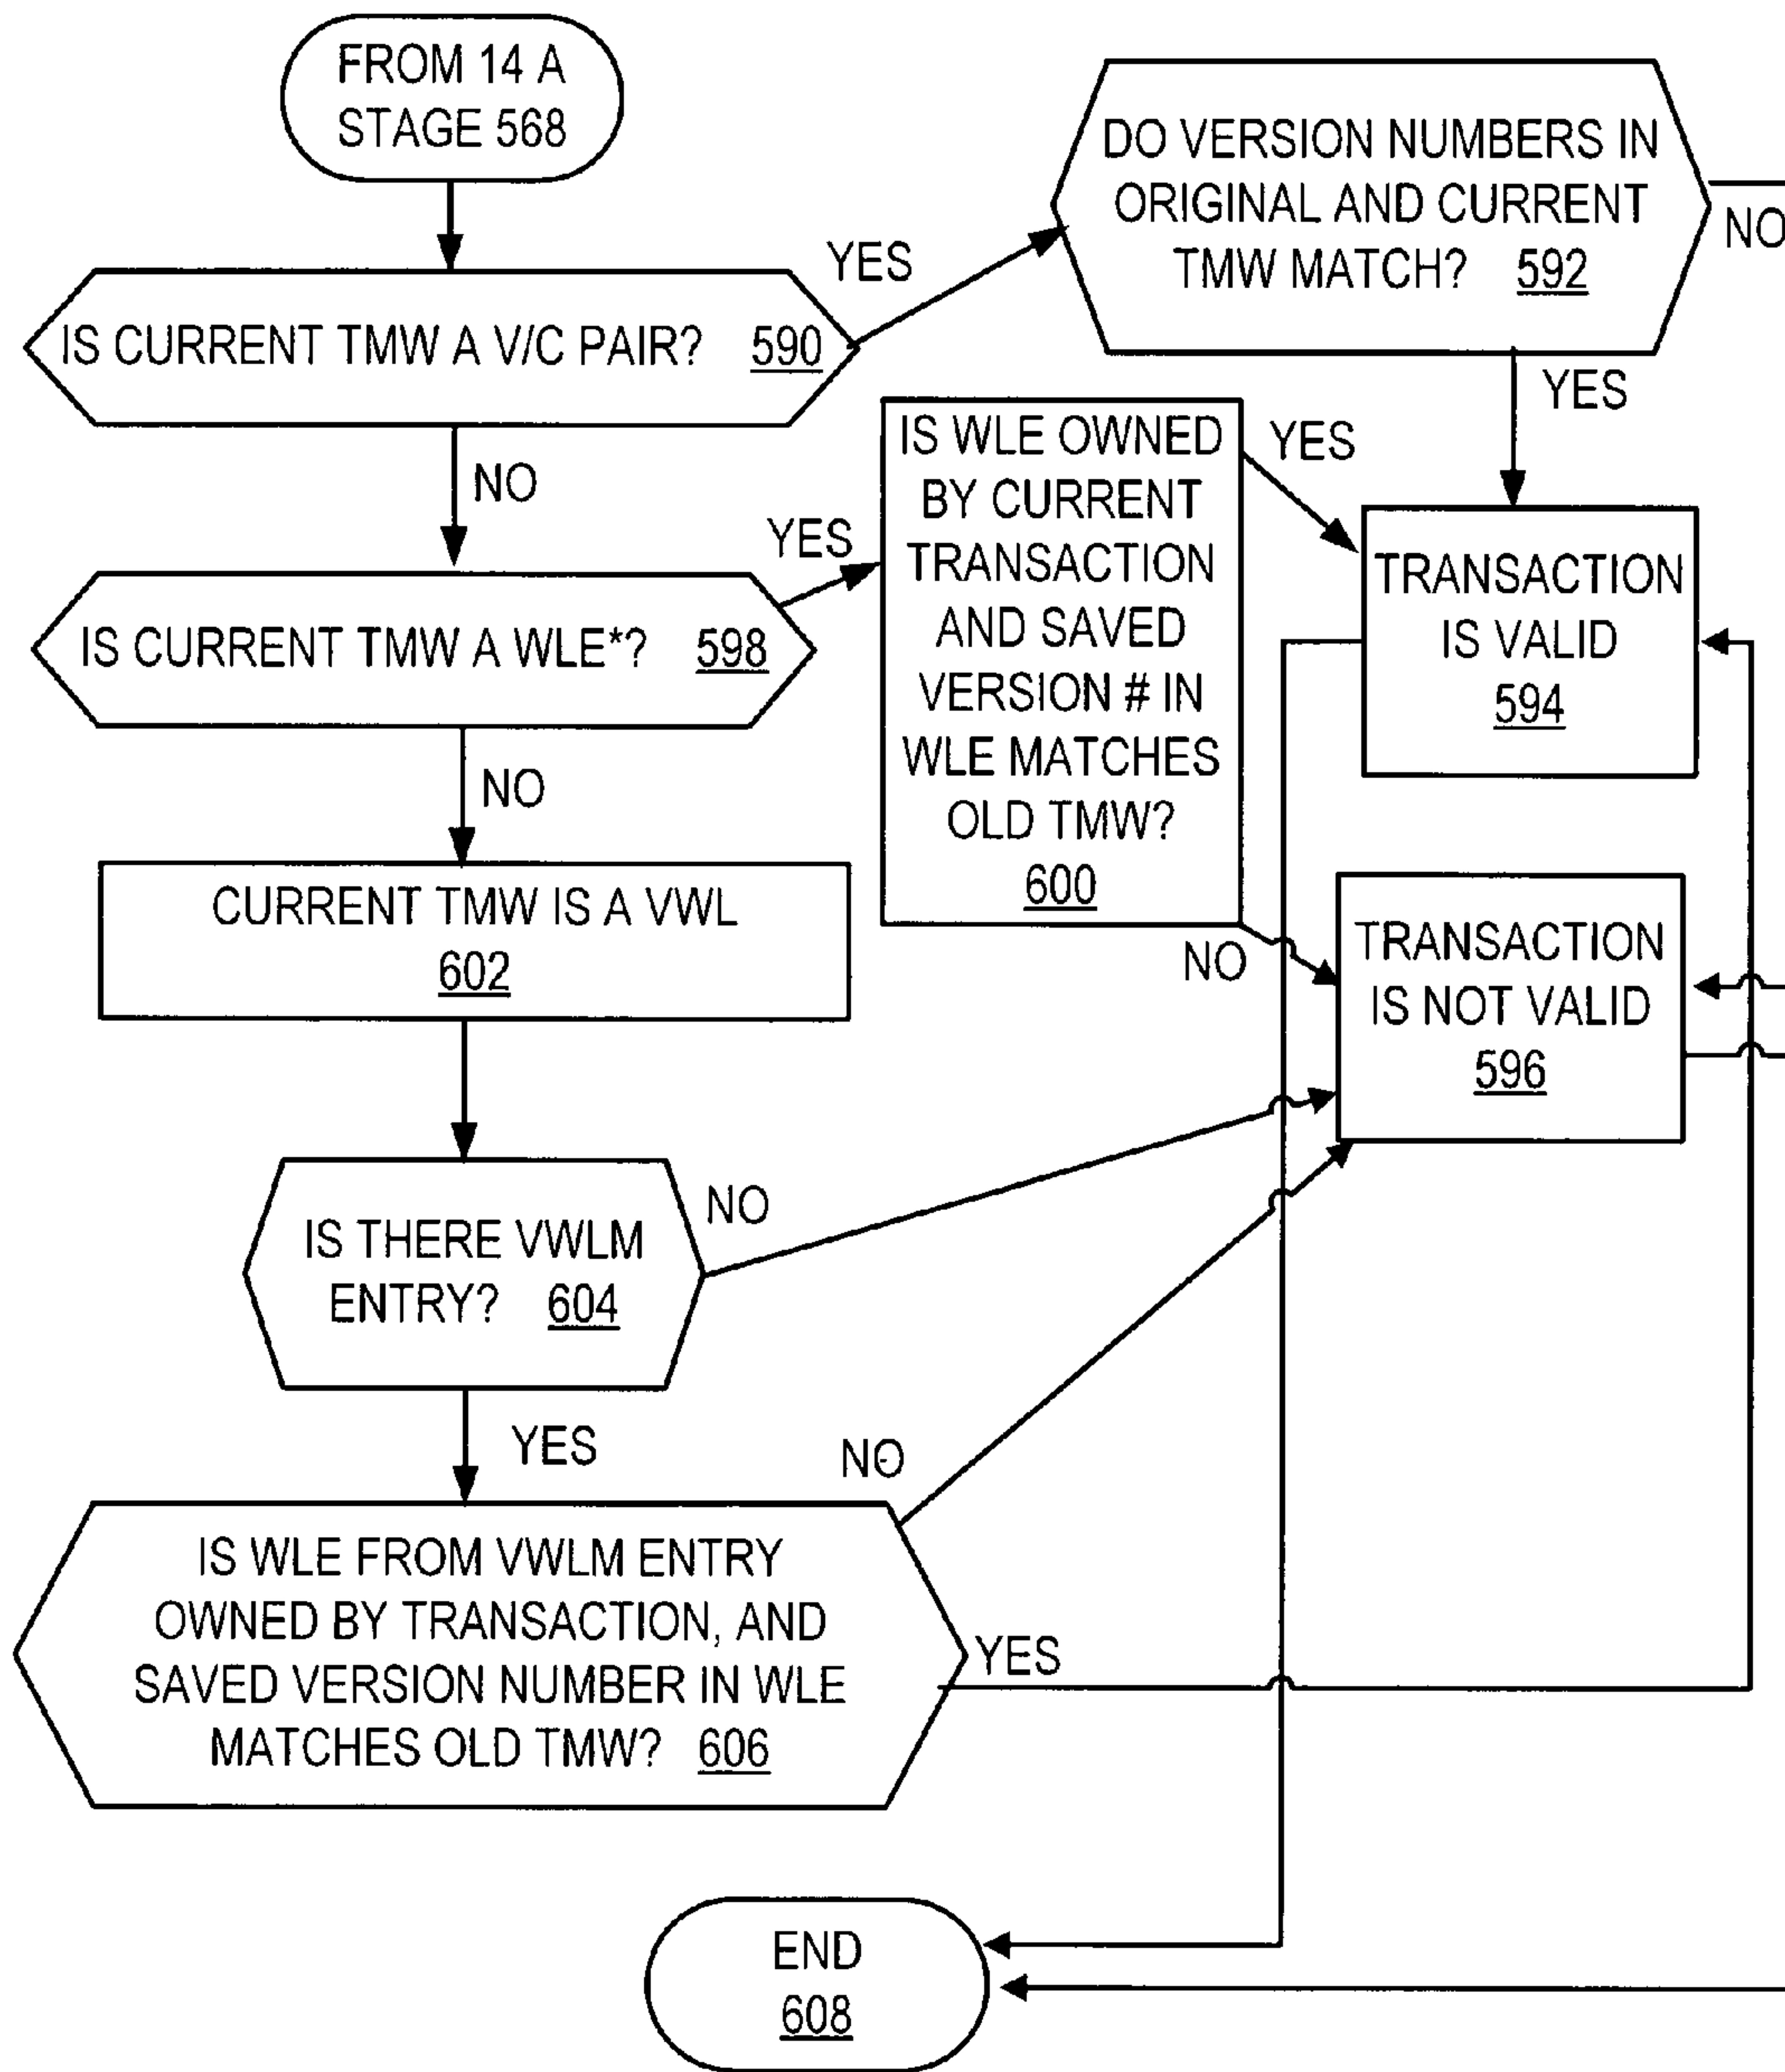 FROM 14 A
STAGE 568
DO VERSION NUMBERS IN
ORIGINAL AND CURRENT
TMW MATCH? 592
NO
YES
IS CURRENT TMW A V/C PAIR? 590
YES
NO
IS WLE OWNED
BY CURRENT
TRANSACTION
AND SAVED
VERSION # IN
WLE MATCHES
OLD TMW?
600
YES
NO
YES
IS CURRENT TMW A WLE*? 598
NO
TRANSACTION
IS VALID
594
CURRENT TMW IS A VWL
602
TRANSACTION
IS NOT VALID
596
IS THERE VWLM
ENTRY? 604
NO
YES
NO
IS WLE FROM VWLM ENTRY
OWNED BY TRANSACTION, AND
SAVED VERSION NUMBER IN WLE
MATCHES OLD TMW? 606
YES
END
608